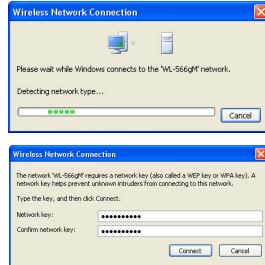 Wireless Network Connection
Please wait while Windows connects to the 'WL-566gM' network.
Detecting network type...
Cancel
Wireless Network Connection
The network 'WL-566gM' requires a network key (also called a WEP key or WPA key). A
network key helps prevent unknown intruders from connecting to this network.
Type the key, and then click Connect.
Network key: ••••••••••
Confirm network key: ••••••••••
Connect Cancel